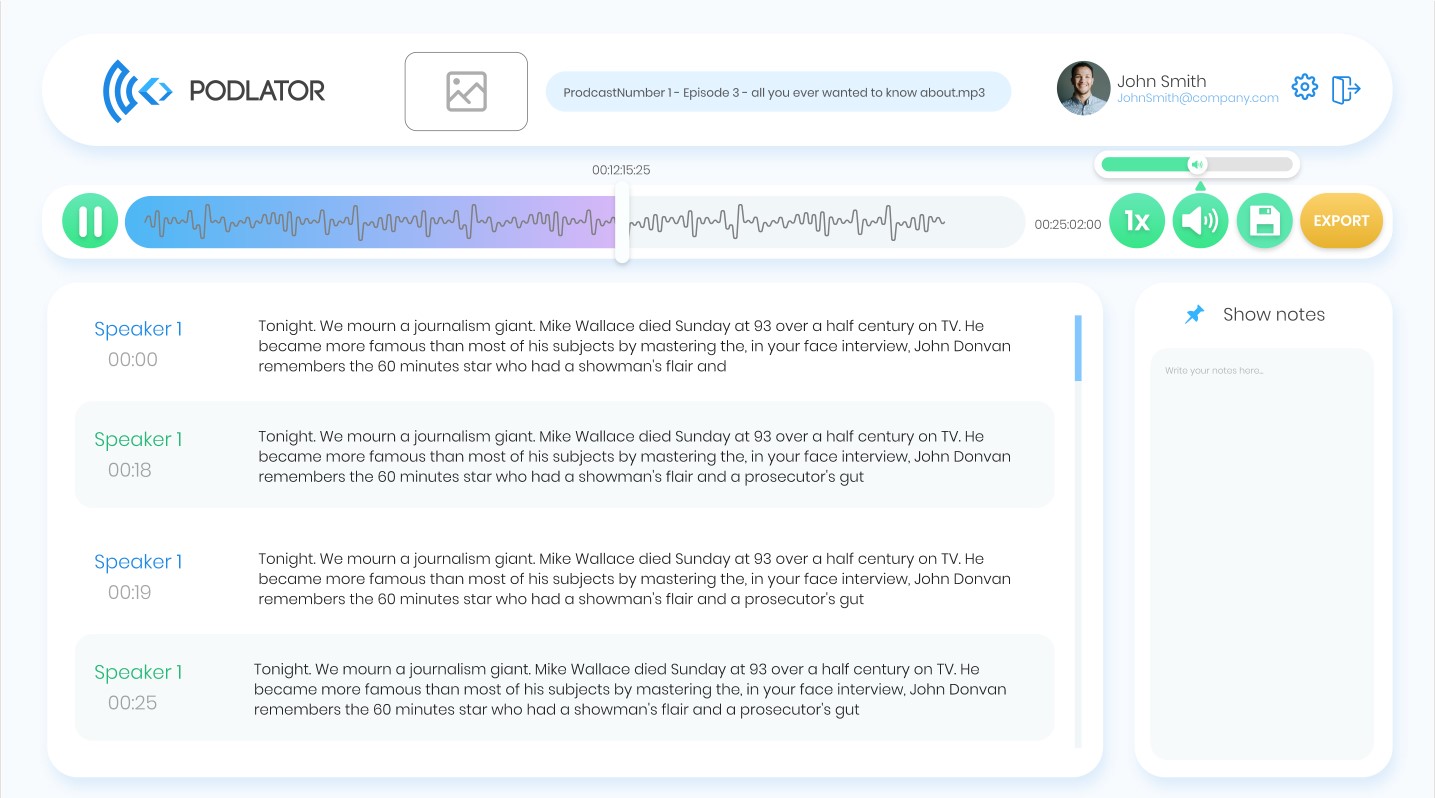 PODLATOR
ProdcastNumber 1 - Episode 3 - all you ever wanted to know about.mp3
John Smith
JohnSmith@company.com
00:12:15:25
00:25:02:00
1x
EXPORT
Speaker 1
00:00
Tonight. We mourn a journalism giant. Mike Wallace died Sunday at 93 over a half century on TV. He
became more famous than most of his subjects by mastering the, in your face interview, John Donvan
remembers the 60 minutes star who had a showman's flair and
Speaker 1
00:18
Tonight. We mourn a journalism giant. Mike Wallace died Sunday at 93 over a half century on TV. He
became more famous than most of his subjects by mastering the, in your face interview, John Donvan
remembers the 60 minutes star who had a showman's flair and a prosecutor's gut
Speaker 1
00:19
Tonight. We mourn a journalism giant. Mike Wallace died Sunday at 93 over a half century on TV. He
became more famous than most of his subjects by mastering the, in your face interview, John Donvan
remembers the 60 minutes star who had a showman's flair and a prosecutor's gut
Speaker 1
00:25
Tonight. We mourn a journalism giant. Mike Wallace died Sunday at 93 over a half century on TV. He
became more famous than most of his subjects by mastering the, in your face interview, John Donvan
remembers the 60 minutes star who had a showman's flair and a prosecutor's gut
Show notes
Write your notes here...